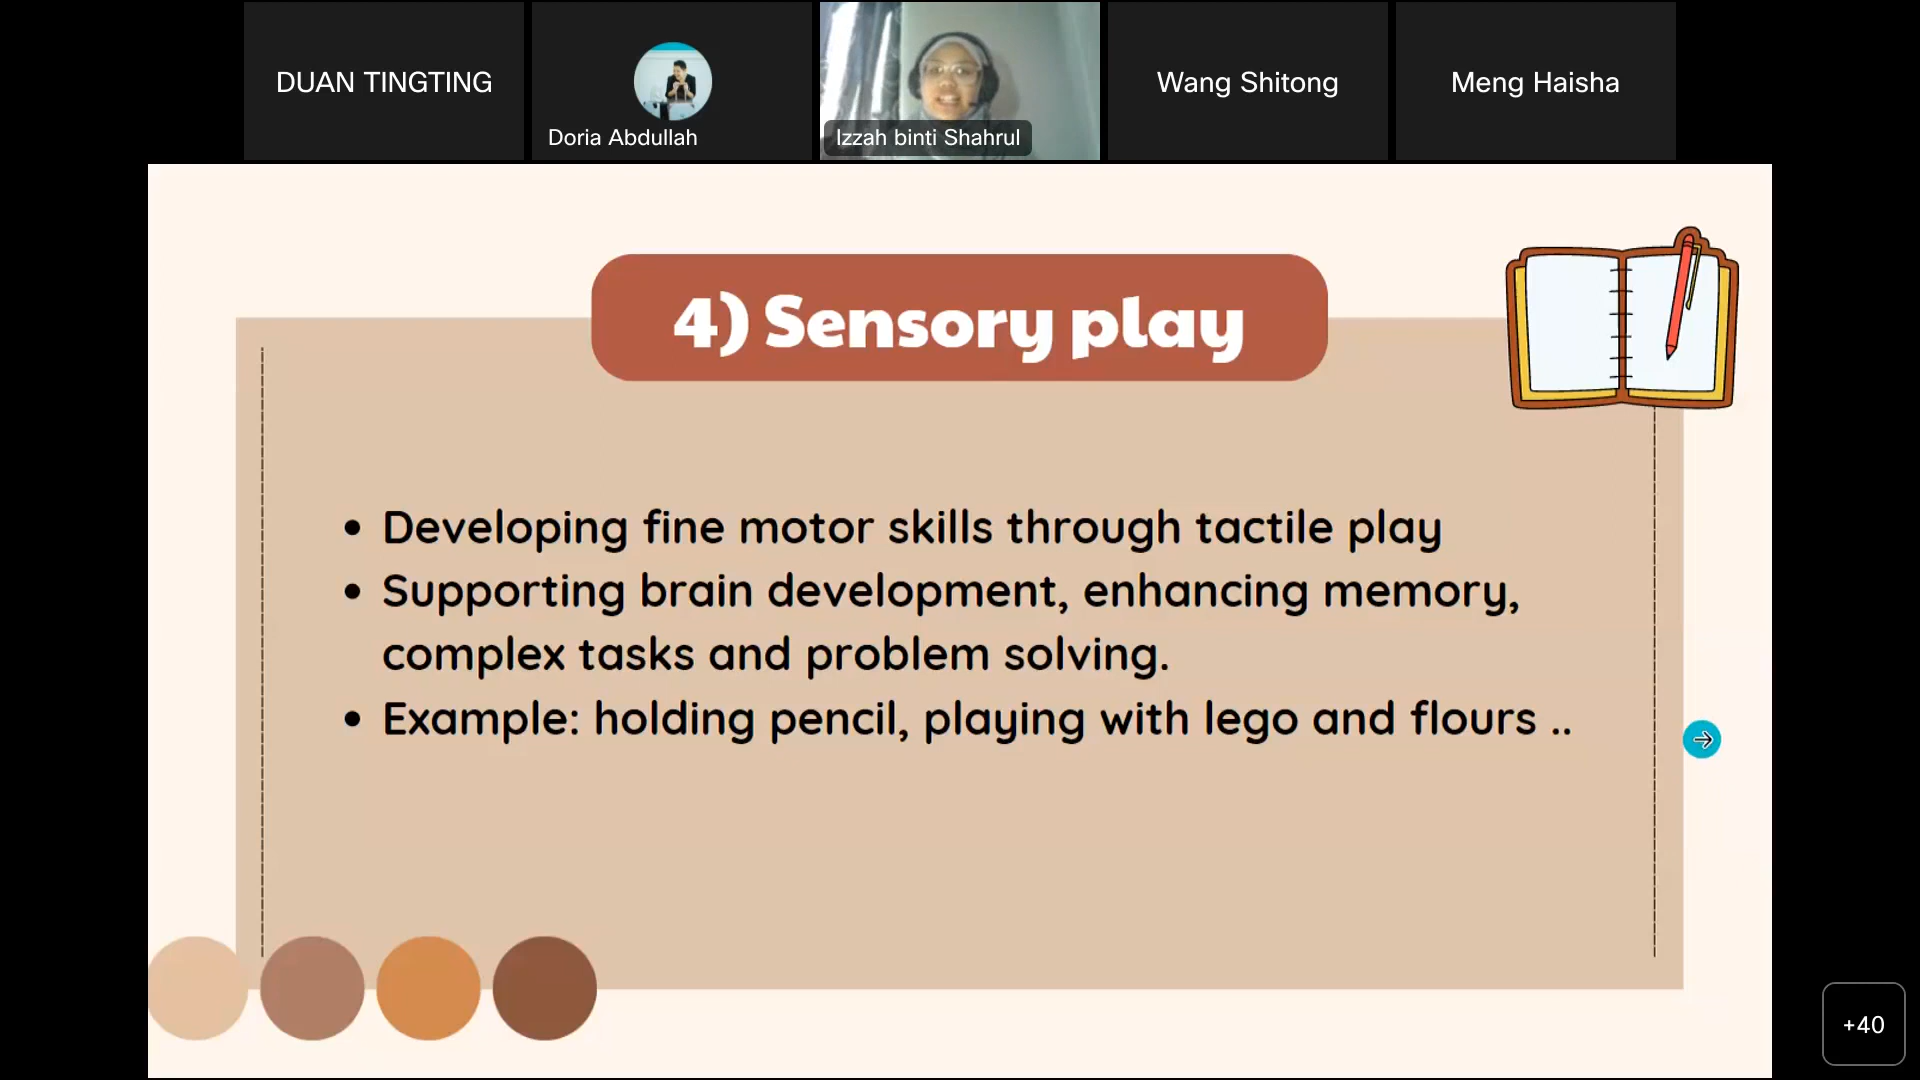 DUAN TINGTING
Doria Abdullah
Izzah binti Shahrul
Wang Shitong
Meng Haisha
4) Sensory play
• Developing fine motor skills through tactile play
• Supporting brain development, enhancing memory,
complex tasks and problem solving.
• Example: holding pencil, playing with lego and flours ..
+40